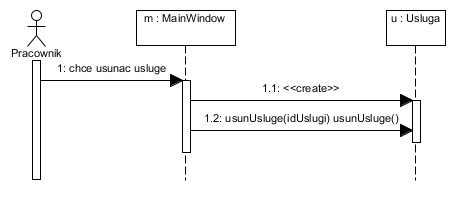 m : MainWindow
u : Usluga
Pracownik
1: chce usunac usluge
1.1: <<create>>
1.2: usunUsluge(idUslugi) usunUsluge()